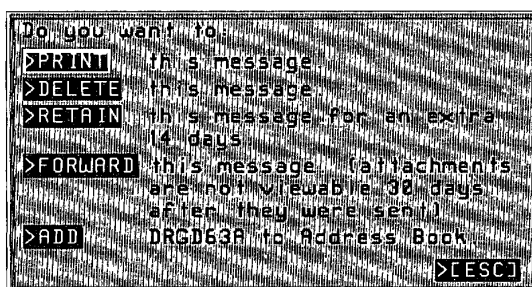 Do you want to:
>PRINT this message.
>DELETE this message.
>RETAIN this message for an extra
14 days
>FORWARD this message. (attachments
are not viewable 30 days
after they were sent)
>ADD DRGD63A to Address Book.
>[ESC]